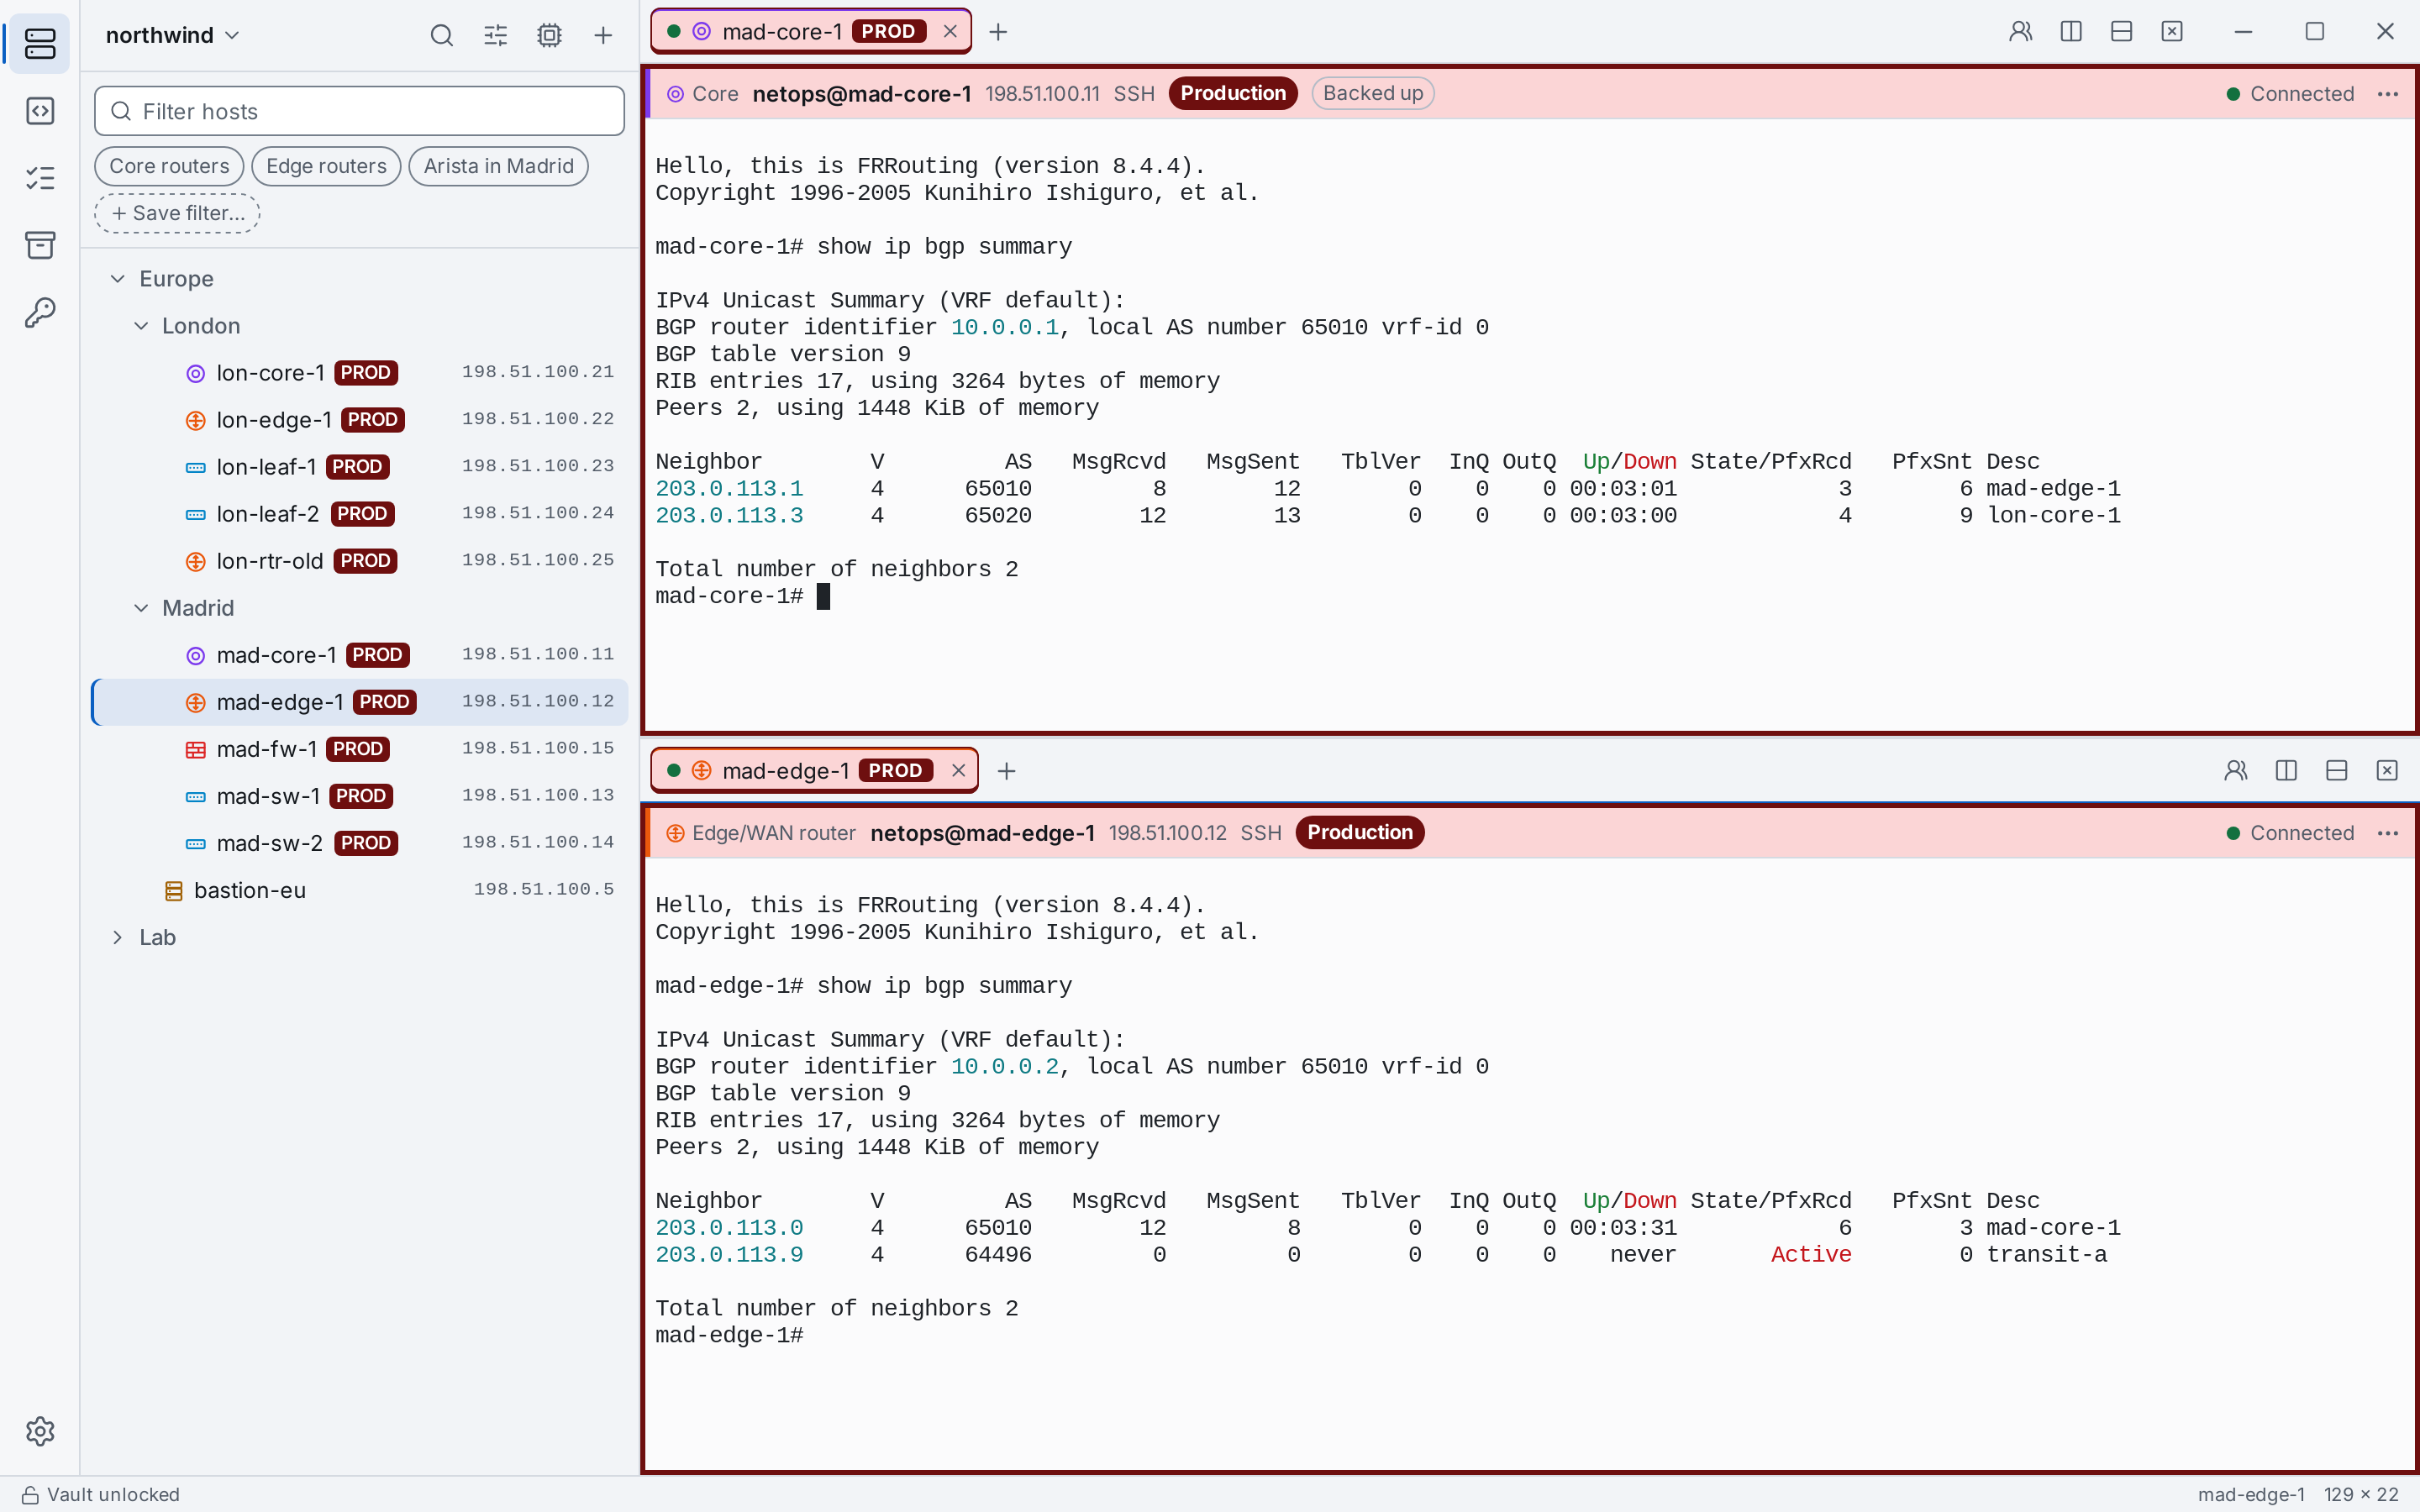 northwind
Filter hosts
Core routers
Edge routers
Arista in Madrid
+ Save filter...
Europe
London
lon-core-1 PROD 198.51.100.21
lon-edge-1 PROD 198.51.100.22
lon-leaf-1 PROD 198.51.100.23
lon-leaf-2 PROD 198.51.100.24
lon-rtr-old PROD 198.51.100.25
Madrid
mad-core-1 PROD 198.51.100.11
mad-edge-1 PROD 198.51.100.12
mad-fw-1 PROD 198.51.100.15
mad-sw-1 PROD 198.51.100.13
mad-sw-2 PROD 198.51.100.14
bastion-eu 198.51.100.5
Lab
mad-core-1 PROD
Core netops@mad-core-1 198.51.100.11 SSH Production Backed up Connected
Hello, this is FRRouting (version 8.4.4).
Copyright 1996-2005 Kunihiro Ishiguro, et al.
mad-core-1# show ip bgp summary
IPv4 Unicast Summary (VRF default):
BGP router identifier 10.0.0.1, local AS number 65010 vrf-id 0
BGP table version 9
RIB entries 17, using 3264 bytes of memory
Peers 2, using 1448 KiB of memory
Neighbor V AS MsgRcvd MsgSent TblVer InQ OutQ Up/Down State/PfxRcd PfxSnt Desc
203.0.113.1 4 65010 8 12 0 0 0 00:03:01 3 6 mad-edge-1
203.0.113.3 4 65020 12 13 0 0 0 00:03:00 4 9 lon-core-1
Total number of neighbors 2
mad-core-1#
mad-edge-1 PROD
Edge/WAN router netops@mad-edge-1 198.51.100.12 SSH Production Connected
Hello, this is FRRouting (version 8.4.4).
Copyright 1996-2005 Kunihiro Ishiguro, et al.
mad-edge-1# show ip bgp summary
IPv4 Unicast Summary (VRF default):
BGP router identifier 10.0.0.2, local AS number 65010 vrf-id 0
BGP table version 9
RIB entries 17, using 3264 bytes of memory
Peers 2, using 1448 KiB of memory
Neighbor V AS MsgRcvd MsgSent TblVer InQ OutQ Up/Down State/PfxRcd PfxSnt Desc
203.0.113.0 4 65010 12 8 0 0 0 00:03:31 6 3 mad-core-1
203.0.113.9 4 64496 0 0 0 0 0 never Active 0 transit-a
Total number of neighbors 2
mad-edge-1#
Vault unlocked
mad-edge-1 129 × 22